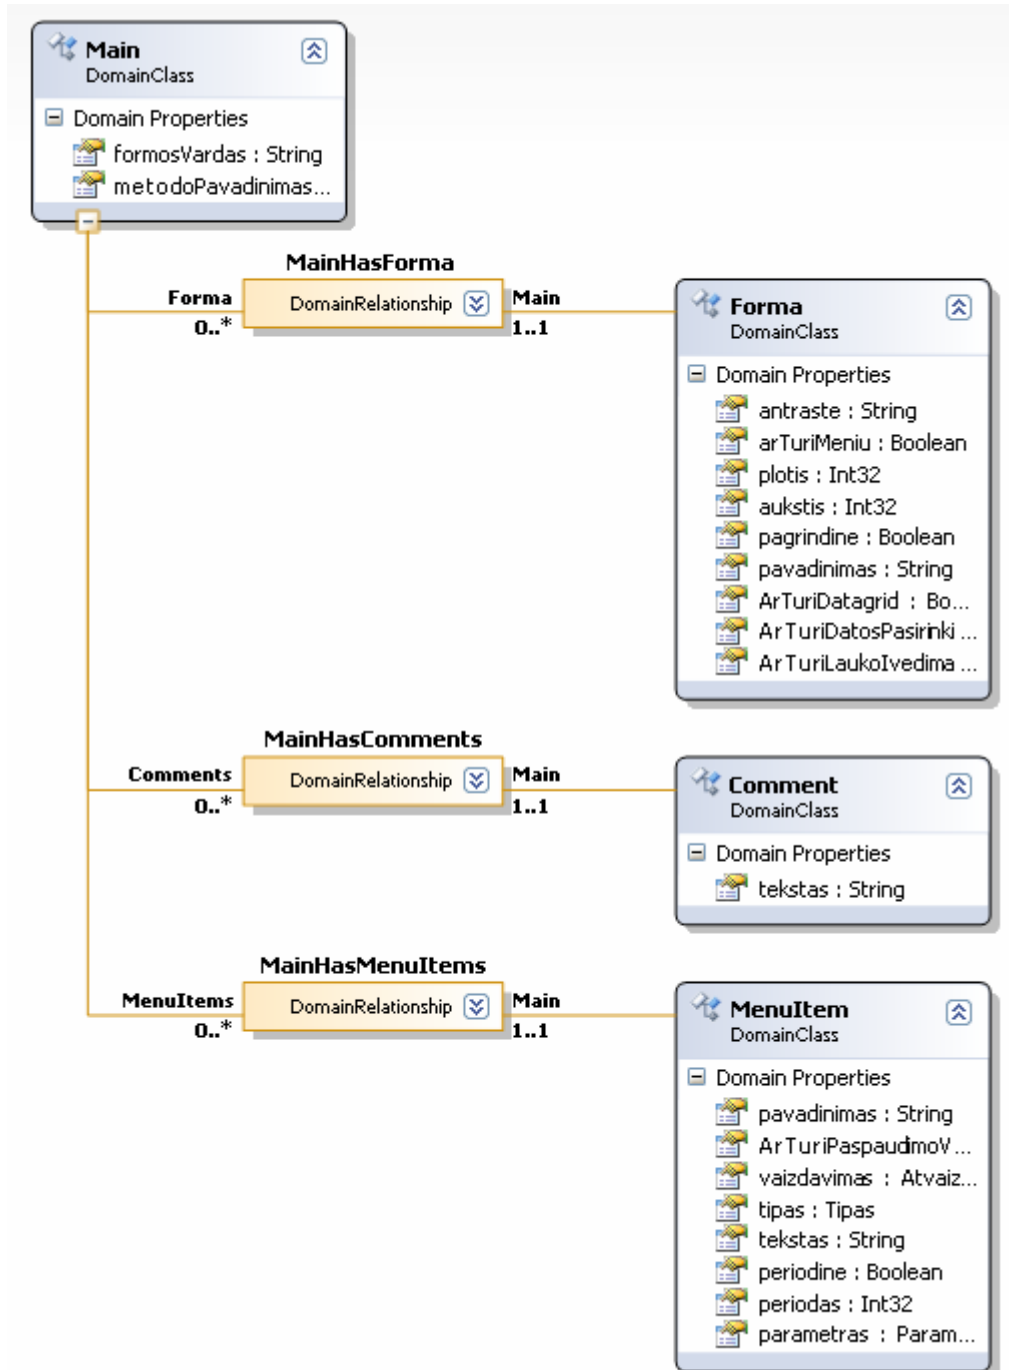 Main
DomainClass
Domain Properties
formosVardas : String
metodoPavadinimas...
MainHasForma
Forma
DomainRelationship
Main
0..*
1..1
Forma
DomainClass
Domain Properties
antraste : String
arTuriMeniu : Boolean
plotis : Int32
aukstis : Int32
pagrindine : Boolean
pavadinimas : String
ArTuriDatagrid : Bo...
ArTuriDatosPasirinki ...
ArTuriLaukoIvedima ...
MainHasComments
Comments
DomainRelationship
Main
0..*
1..1
Comment
DomainClass
Domain Properties
tekstas : String
MainHasMenuItems
MenuItems
DomainRelationship
Main
0..*
1..1
MenuItem
DomainClass
Domain Properties
pavadinimas : String
ArTuriPaspaudimoV...
vaizdavimas : Atvaiz...
tipas : Tipas
tekstas : String
periodine : Boolean
periodas : Int32
parametras : Param...